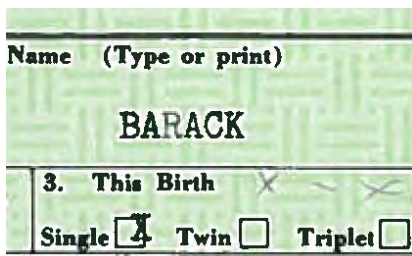 Name (Type or print)
BARACK
3. This Birth
Single X Twin Triplet